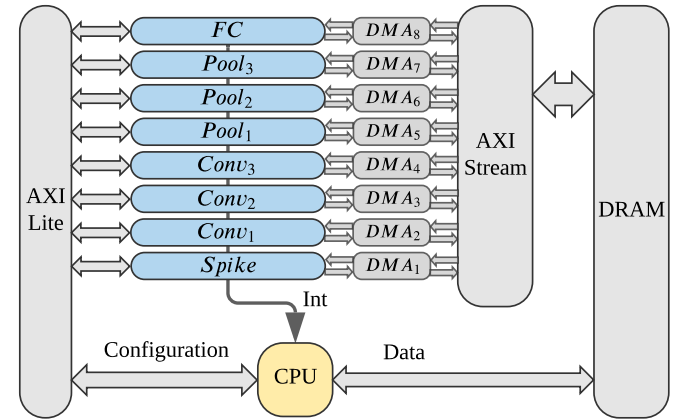 FC DMA₈
Pool₃ DMA₇
Pool₂ DMA₆
Pool₁ DMA₅
Conv₃ DMA₄
Conv₂ DMA₃
Conv₁ DMA₂
Spike DMA₁
AXI
Lite
AXI
Stream
DRAM
Int
Configuration
CPU
Data